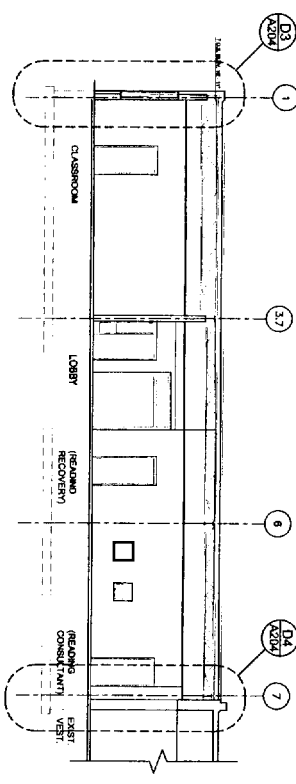 D3
A204
1
3.7
6
D4
A204
7
CLASSROOM
LOBBY
(READING
RECOVERY)
(READING
CONSULTANT)
EXIST.
VEST.